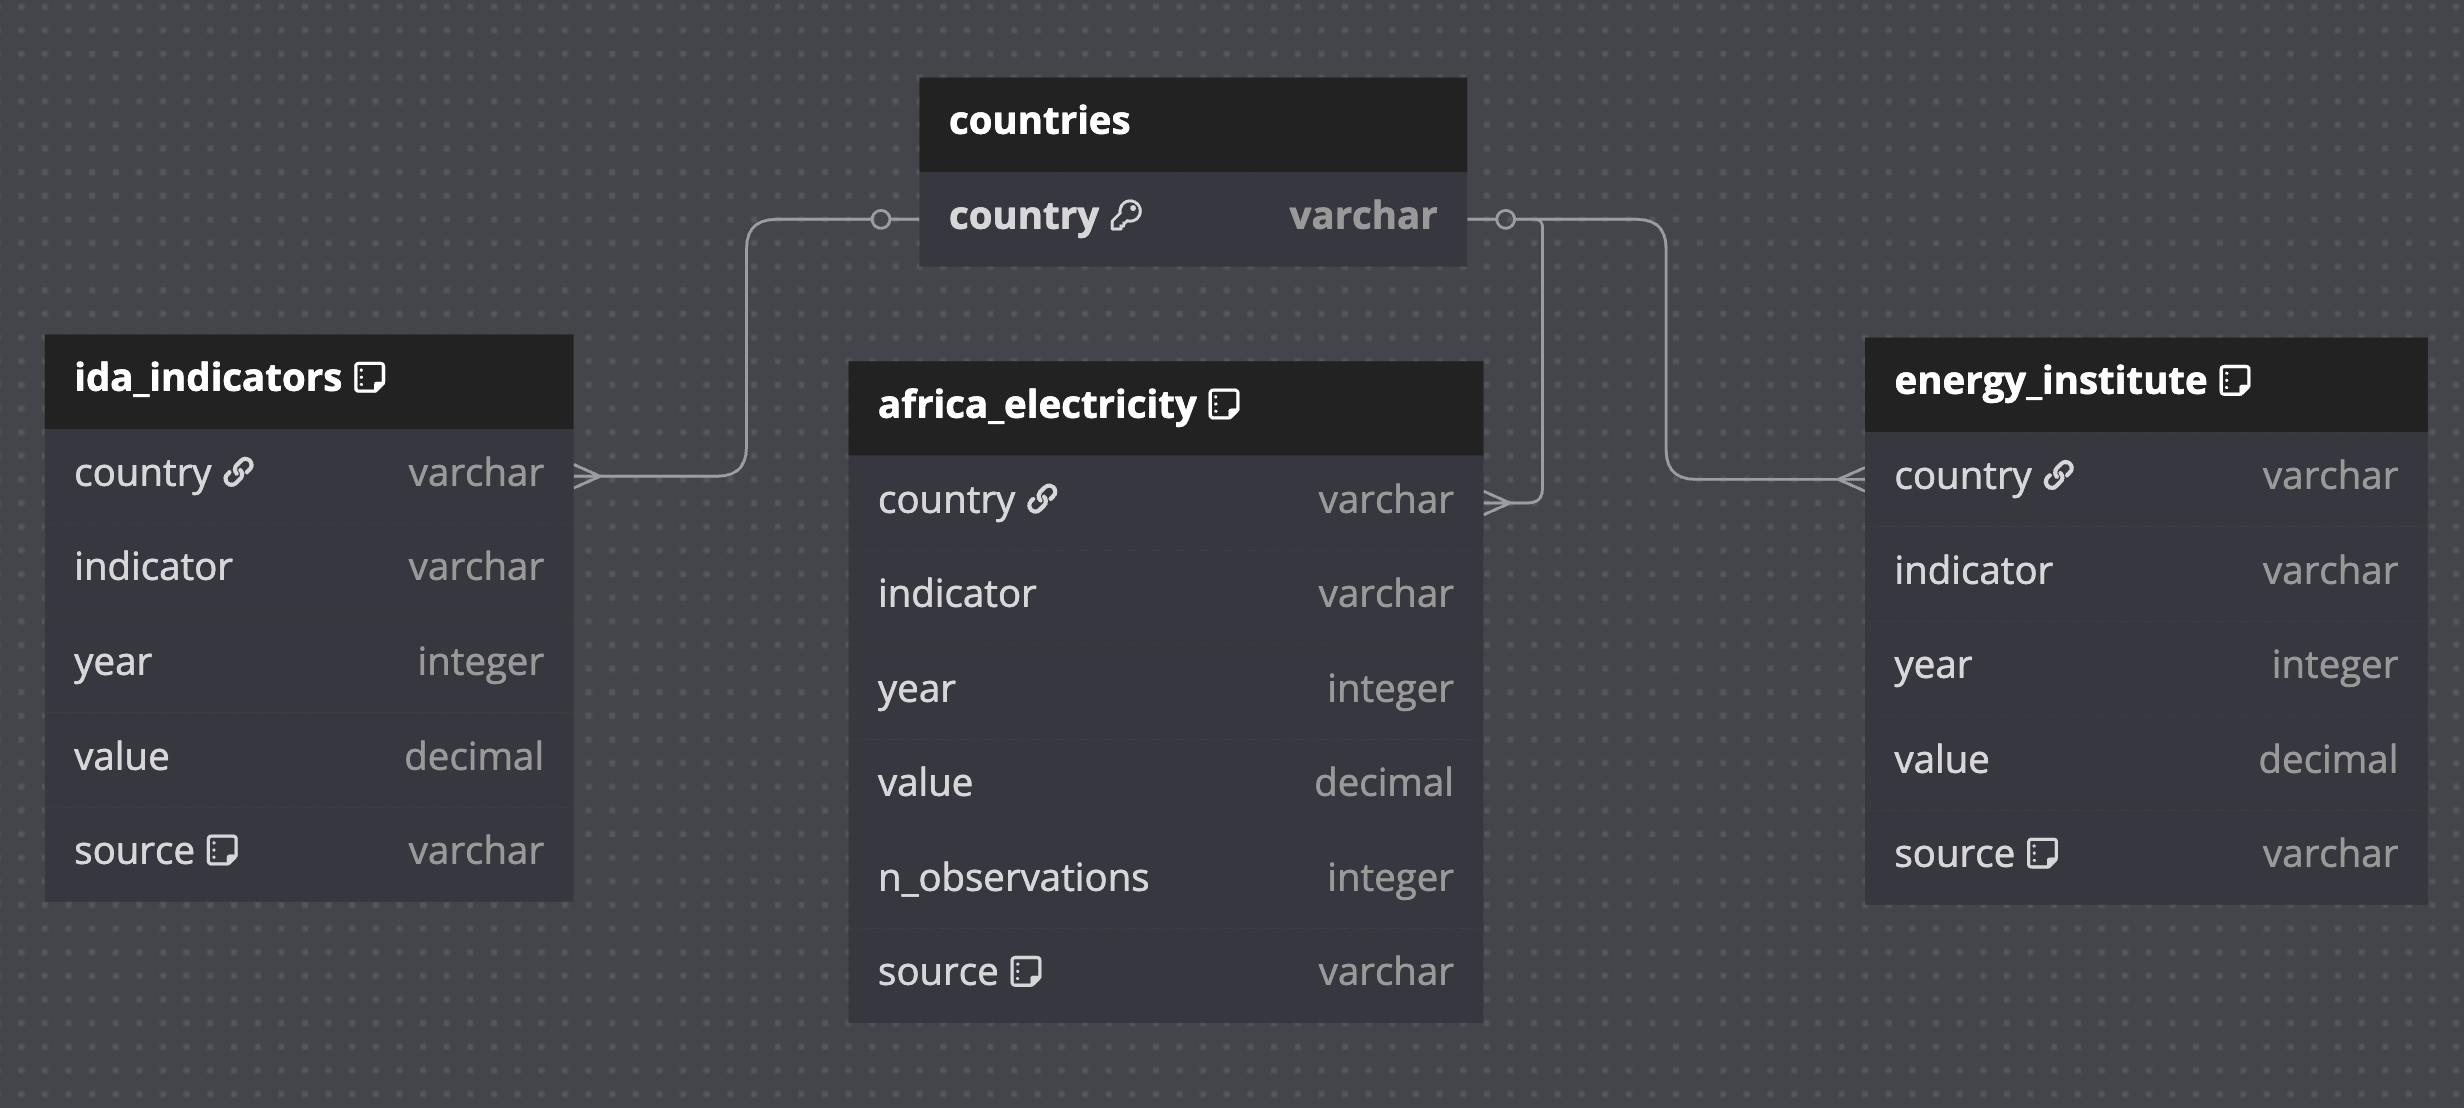 countries
country varchar
ida_indicators
country varchar
indicator varchar
year integer
value decimal
source varchar
africa_electricity
country varchar
indicator varchar
year integer
value decimal
n_observations integer
source varchar
energy_institute
country varchar
indicator varchar
year integer
value decimal
source varchar